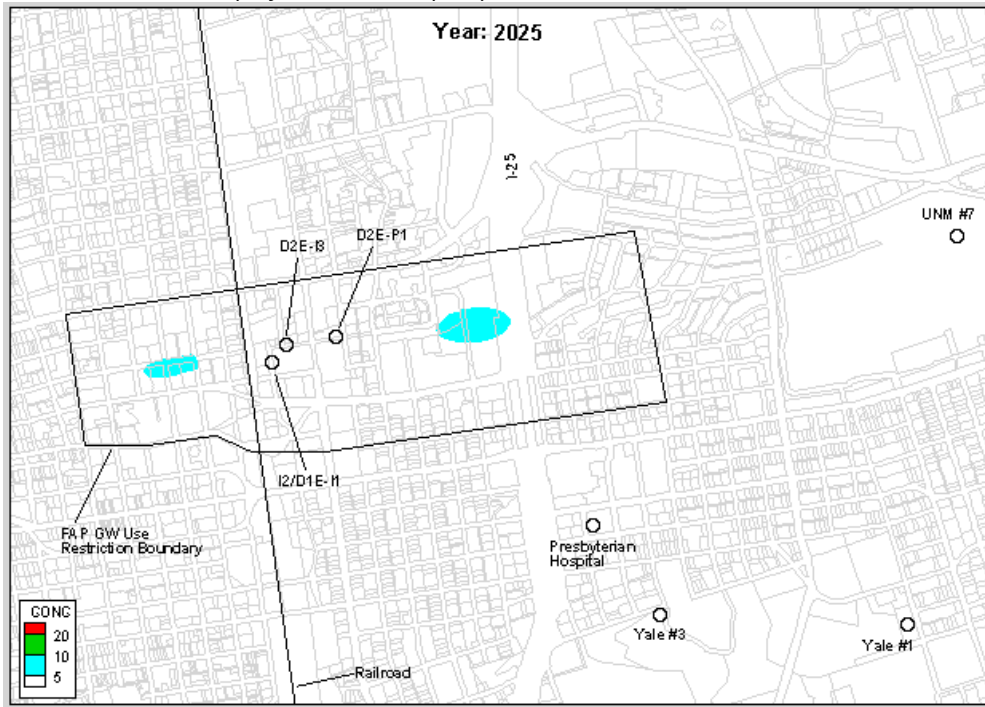 Year: 2025
I-25
UNM #7
D2E-I3
D2E-P1
I2/D1E-I1
FAP GW Use
Restriction Boundary
Presbyterian
Hospital
Yale #3
Yale #1
CONC
20
10
5
Railroad